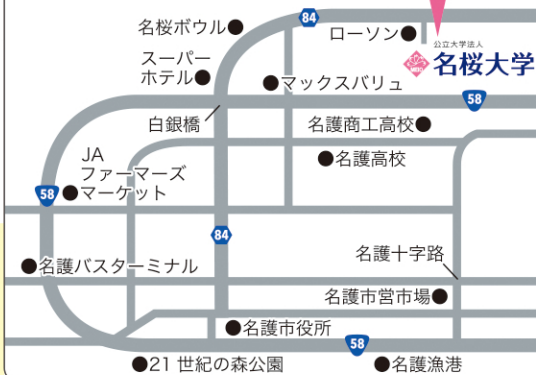 名桜ボウル
84
ローソン
公立大学法人
名桜大学
スーパー
ホテル
マックスバリュ
58
白銀橋
名護商工高校
JA
ファーマーズ
マーケット
名護高校
58
84
名護十字路
名護バスターミナル
名護市営市場
名護市役所
58
21世紀の森公園
名護漁港